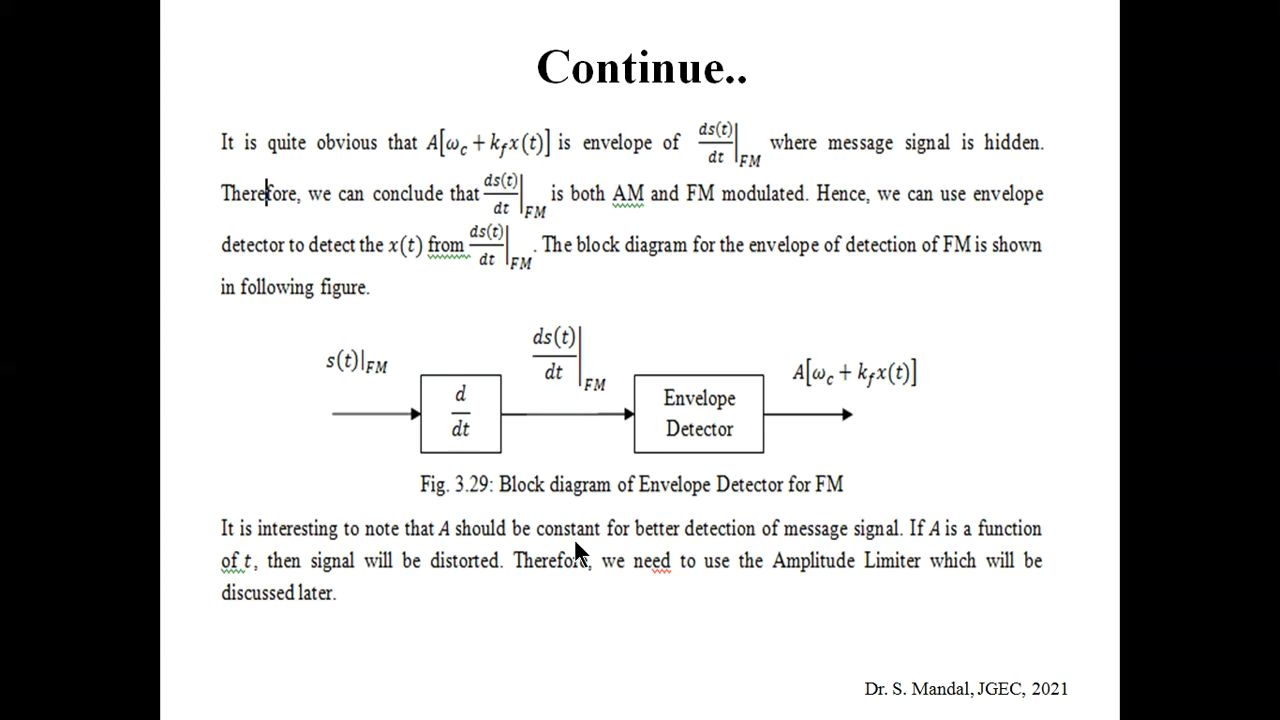 Continue..
It is quite obvious that A[ω_c + k_f x(t)] is envelope of ds(t)/dt|_FM where message signal is hidden.
Therefore, we can conclude that ds(t)/dt|_FM is both AM and FM modulated. Hence, we can use envelope
detector to detect the x(t) from ds(t)/dt|_FM. The block diagram for the envelope of detection of FM is shown
in following figure.
s(t)|_FM
d/dt
ds(t)/dt|_FM
Envelope
Detector
A[ω_c + k_f x(t)]
Fig. 3.29: Block diagram of Envelope Detector for FM
It is interesting to note that A should be constant for better detection of message signal. If A is a function
of t, then signal will be distorted. Therefore, we need to use the Amplitude Limiter which will be
discussed later.
Dr. S. Mandal, JGEC, 2021